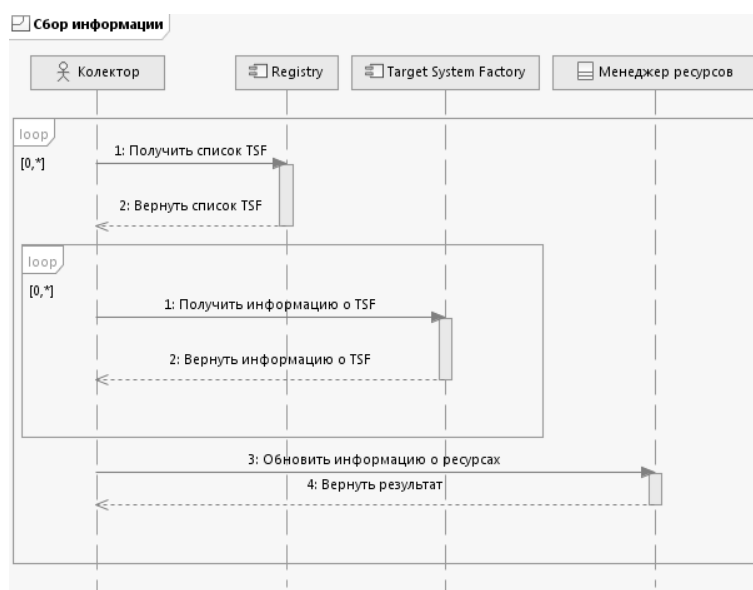 Сбор информации
Колектор
Registry
Target System Factory
Менеджер ресурсов
loop
[0,*]
1: Получить список TSF
2: Вернуть список TSF
loop
[0,*]
1: Получить информацию о TSF
2: Вернуть информацию о TSF
3: Обновить информацию о ресурсах
4: Вернуть результат